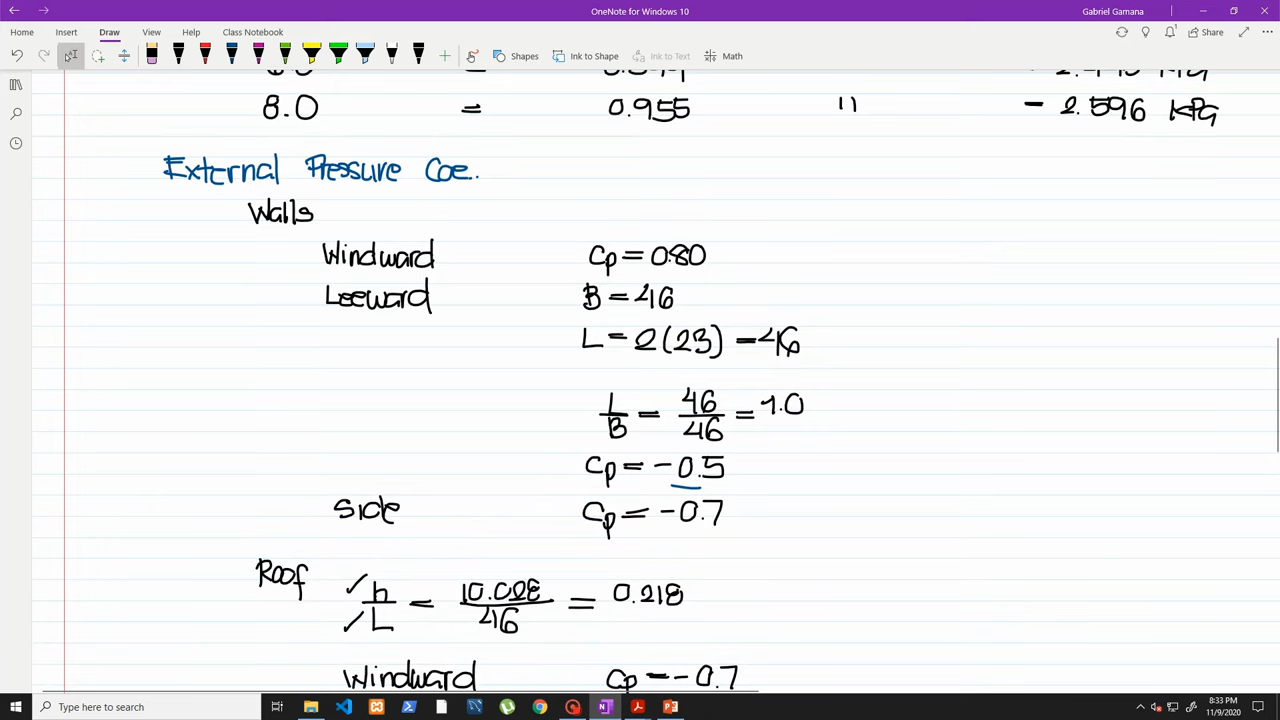 OneNote for Windows 10
Gabriel Gamana
Home Insert Draw View Help Class Notebook
Share
Shapes Ink to Shape Ink to Text Math
8.0 = 0.955 11 - 2.596 KPa
External Pressure Coe..
Walls
Windward Cp = 0.80
Leeward B = 46
L = 2(23) = 46
L/B = 46/46 = 1.0
Cp = -0.5
Side Cp = -0.7
Roof
h/L = 10.028/46 = 0.218
Windward Cp = -0.7
Type here to search
8:33 PM
11/9/2020